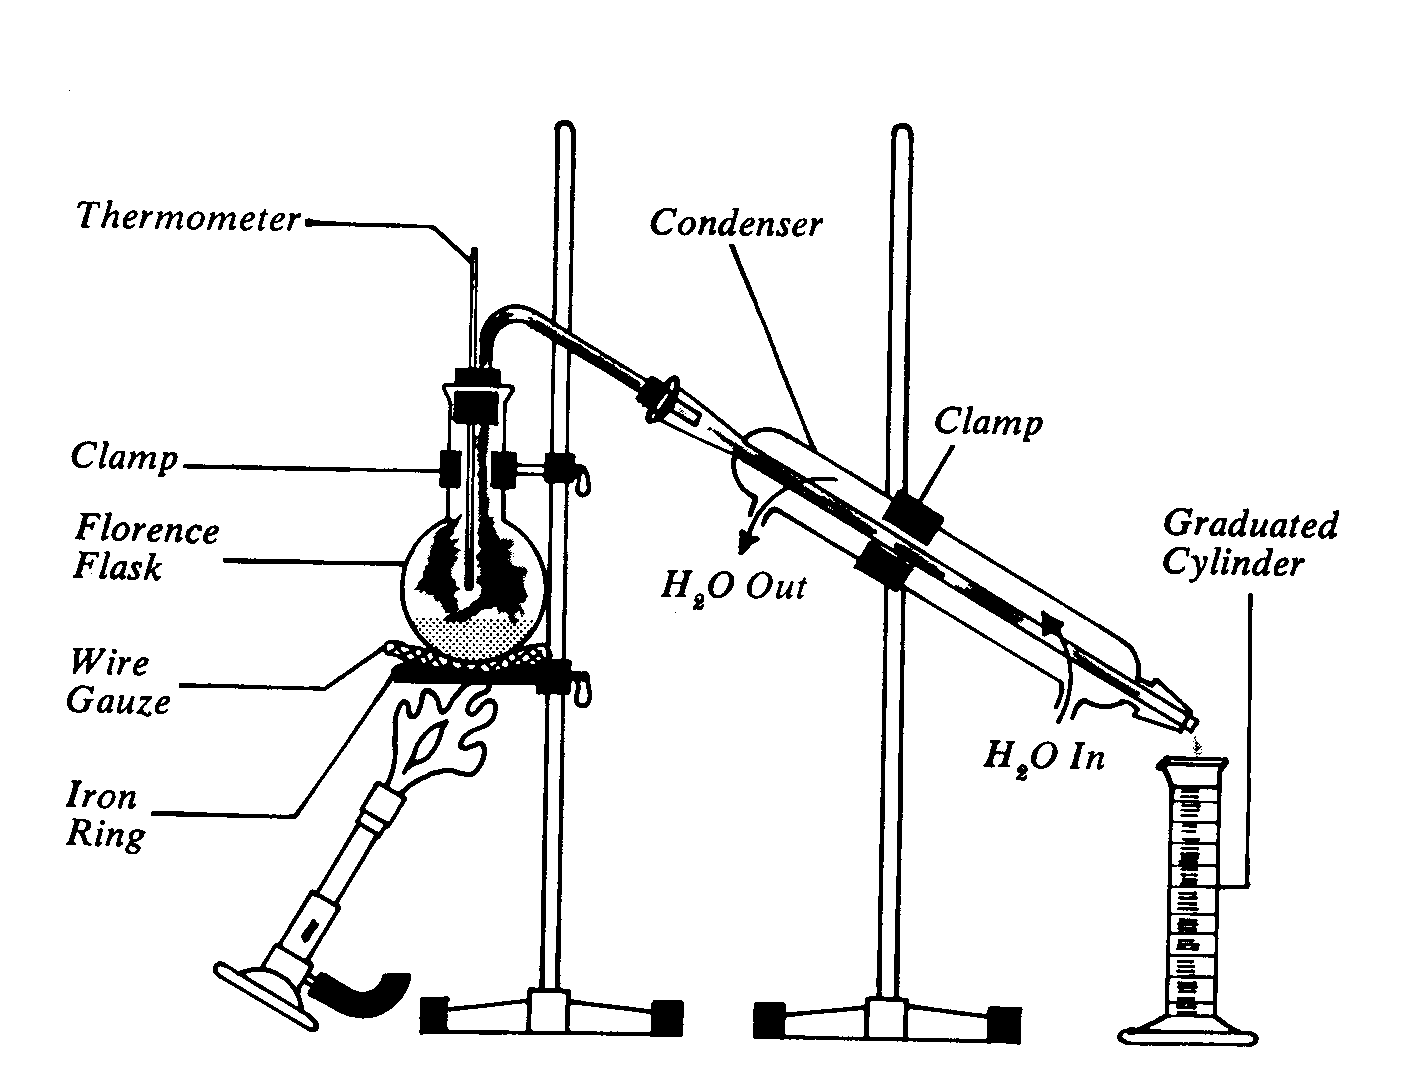 Thermometer
Condenser
Clamp
Clamp
Florence
Flask
Graduated
Cylinder
H₂O Out
Wire
Gauze
H₂O In
Iron
Ring